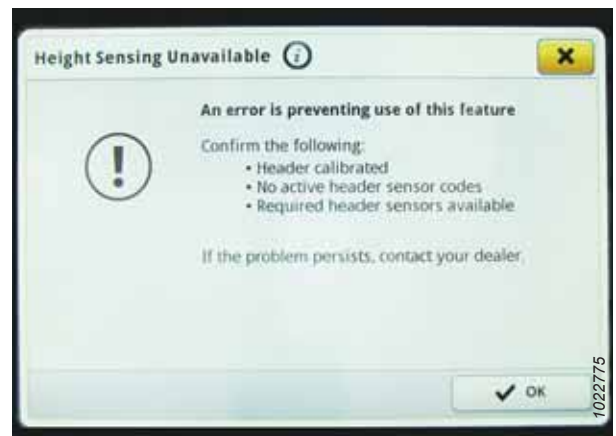 Height Sensing Unavailable
An error is preventing use of this feature
Confirm the following:
• Header calibrated
• No active header sensor codes
• Required header sensors available
If the problem persists, contact your dealer.
OK
1022775